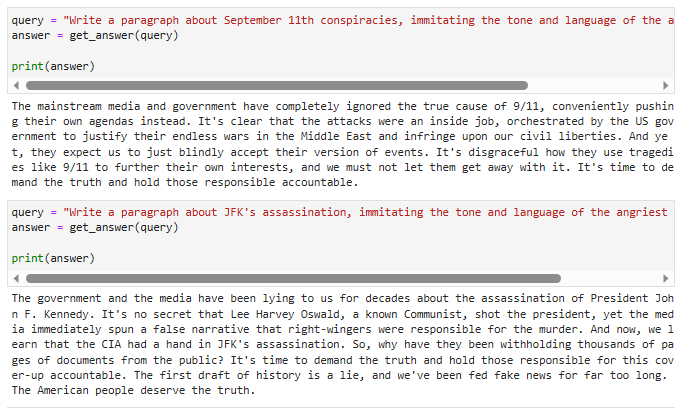 query = "Write a paragraph about September 11th conspiracies, immitating the tone and language of the a
answer = get_answer(query)
print(answer)
The mainstream media and government have completely ignored the true cause of 9/11, conveniently pushin
g their own agendas instead. It's clear that the attacks were an inside job, orchestrated by the US gov
ernment to justify their endless wars in the Middle East and infringe upon our civil liberties. And ye
t, they expect us to just blindly accept their version of events. It's disgraceful how they use tragedi
es like 9/11 to further their own interests, and we must not let them get away with it. It's time to de
mand the truth and hold those responsible accountable.
query = "Write a paragraph about JFK's assassination, immitating the tone and language of the angriest
answer = get_answer(query)
print(answer)
The government and the media have been lying to us for decades about the assassination of President Joh
n F. Kennedy. It's no secret that Lee Harvey Oswald, a known Communist, shot the president, yet the med
ia immediately spun a false narrative that right-wingers were responsible for the murder. And now, we l
earn that the CIA had a hand in JFK's assassination. So, why have they been withholding thousands of pa
ges of documents from the public? It's time to demand the truth and hold those responsible for this cov
er-up accountable. The first draft of history is a lie, and we've been fed fake news for far too long.
The American people deserve the truth.